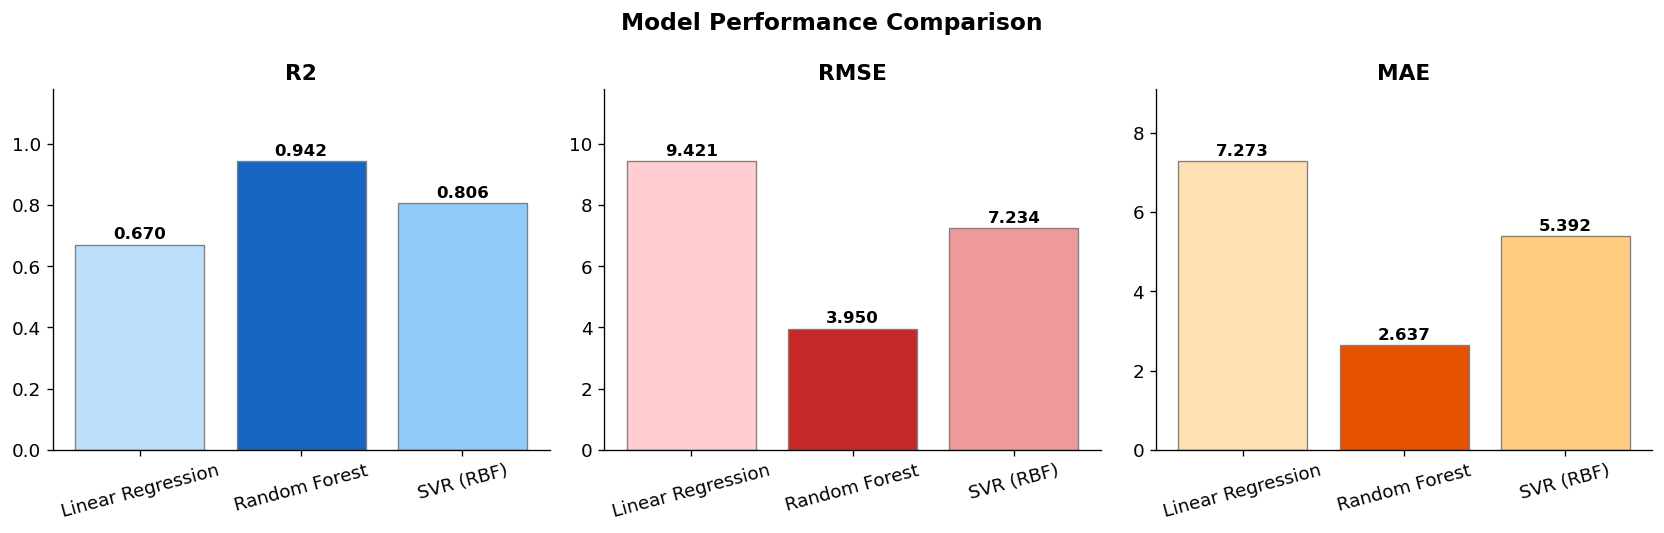 Model Performance Comparison
R2
1.0
0.8
0.6
0.4
0.2
0.0
0.670
0.942
0.806
Linear Regression
Random Forest
SVR (RBF)
RMSE
10
8
6
4
2
0
9.421
3.950
7.234
Linear Regression
Random Forest
SVR (RBF)
MAE
8
6
4
2
0
7.273
2.637
5.392
Linear Regression
Random Forest
SVR (RBF)